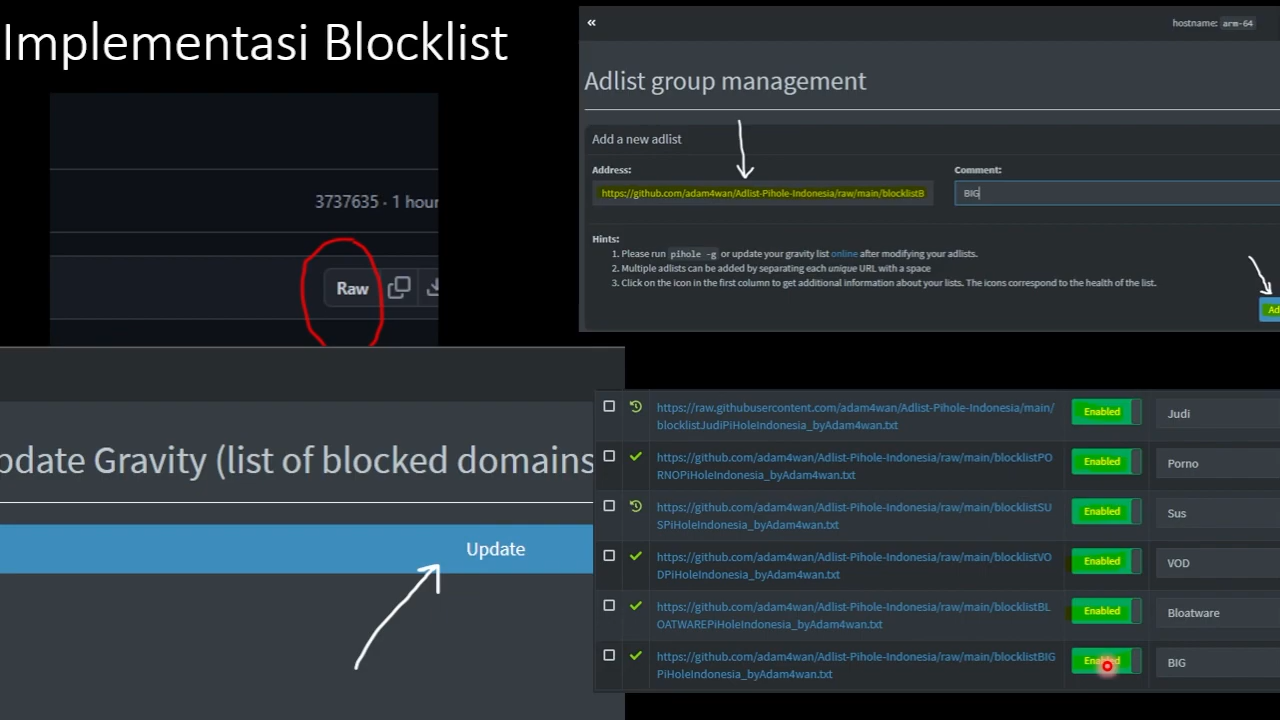 Implementasi Blocklist
3737635 · 1 hour
Raw
«
hostname: arm-64
Adlist group management
Add a new adlist
Address:
Comment:
https://github.com/adam4wan/Adlist-Pihole-Indonesia/raw/main/blocklistB
BIG
Hints:
1. Please run pihole -g or update your gravity list online after modifying your adlists.
2. Multiple adlists can be added by separating each unique URL with a space
3. Click on the icon in the first column to get additional information about your lists. The icons correspond to the health of the list.
Ad
pdate Gravity (list of blocked domains
Update
https://raw.githubusercontent.com/adam4wan/Adlist-Pihole-Indonesia/main/
blocklistJudiPiHoleIndonesia_byAdam4wan.txt
Enabled
Judi
https://github.com/adam4wan/Adlist-Pihole-Indonesia/raw/main/blocklistPO
RNOPiHoleIndonesia_byAdam4wan.txt
Enabled
Porno
https://github.com/adam4wan/Adlist-Pihole-Indonesia/raw/main/blocklistSU
SPiHoleIndonesia_byAdam4wan.txt
Enabled
Sus
https://github.com/adam4wan/Adlist-Pihole-Indonesia/raw/main/blocklistVO
DPiHoleIndonesia_byAdam4wan.txt
Enabled
VOD
https://github.com/adam4wan/Adlist-Pihole-Indonesia/raw/main/blocklistBL
OATWAREPiHoleIndonesia_byAdam4wan.txt
Enabled
Bloatware
https://github.com/adam4wan/Adlist-Pihole-Indonesia/raw/main/blocklistBIG
PiHoleIndonesia_byAdam4wan.txt
Enabled
BIG